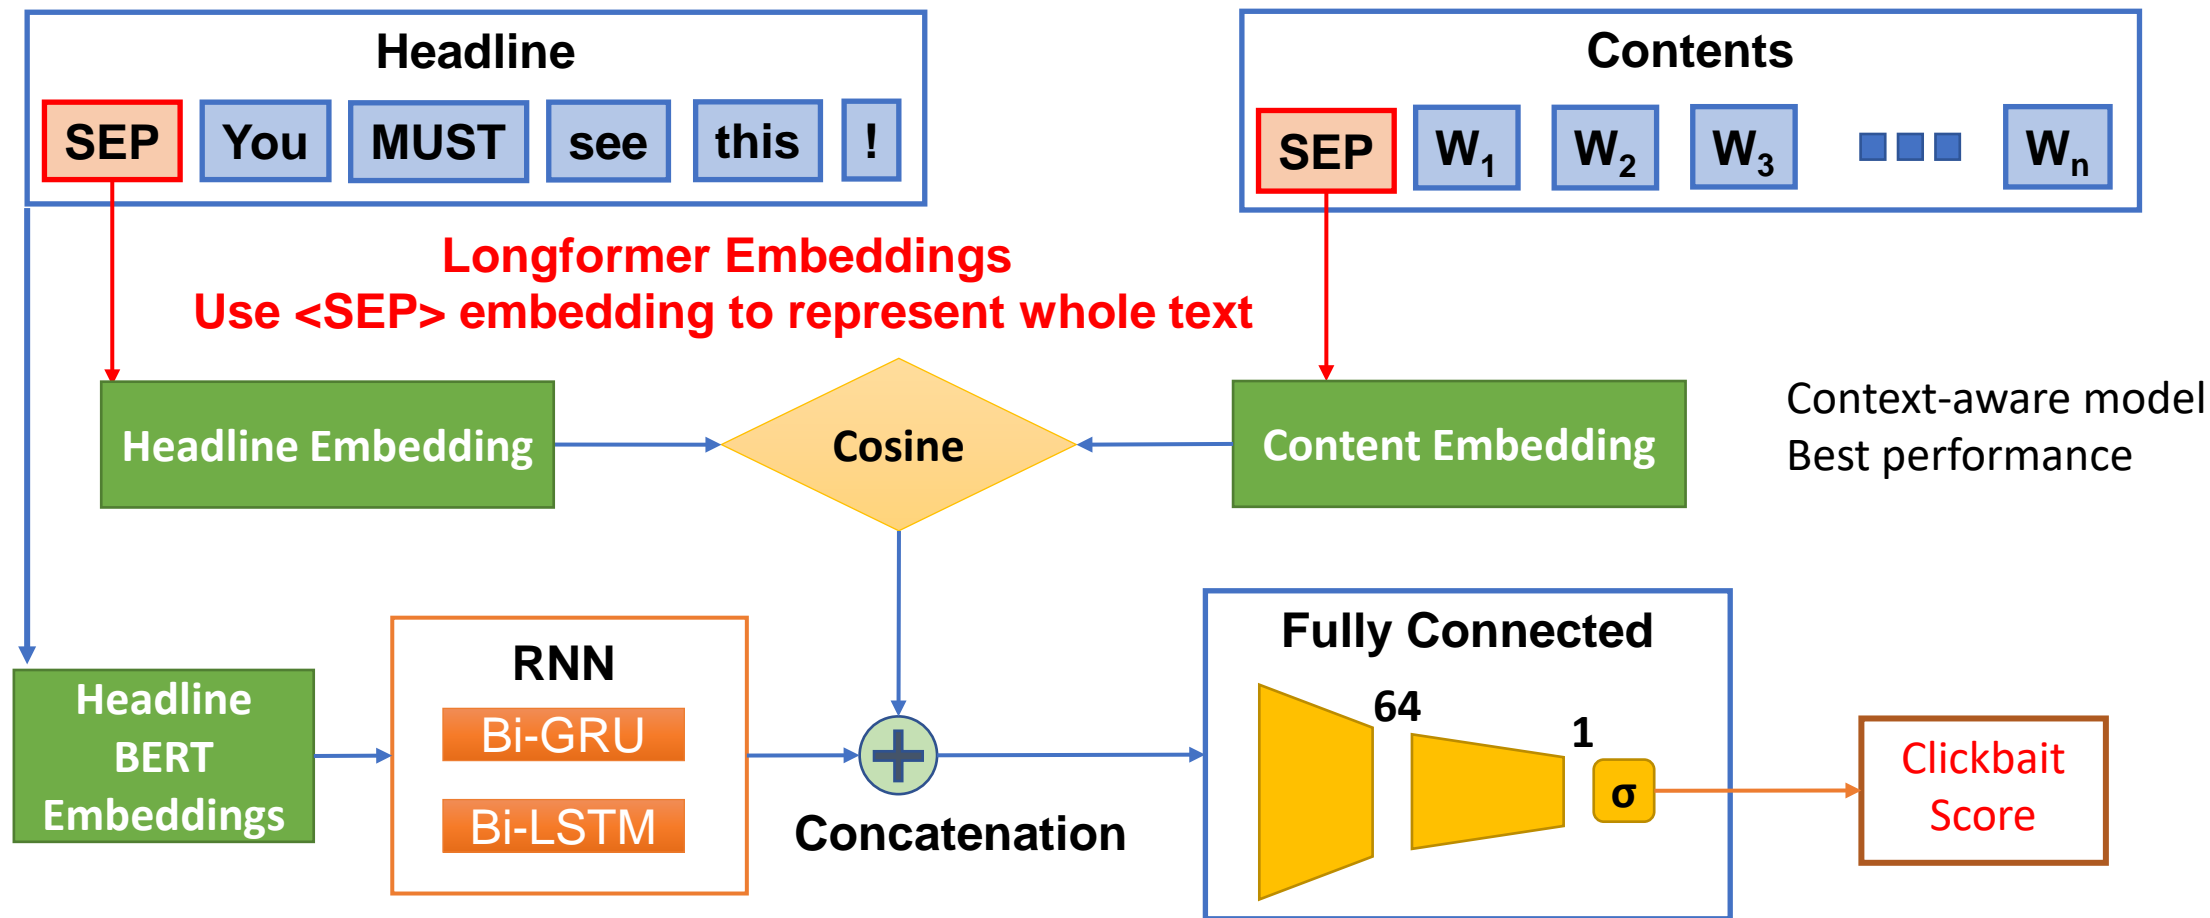 Headline
SEP You MUST see this !
Contents
SEP W1 W2 W3 Wn
Longformer Embeddings
Use <SEP> embedding to represent whole text
Headline Embedding
Cosine
Content Embedding
Context-aware model
Best performance
Headline
BERT
Embeddings
RNN
Bi-GRU
Bi-LSTM
+
Concatenation
Fully Connected
64
1
σ
Clickbait
Score